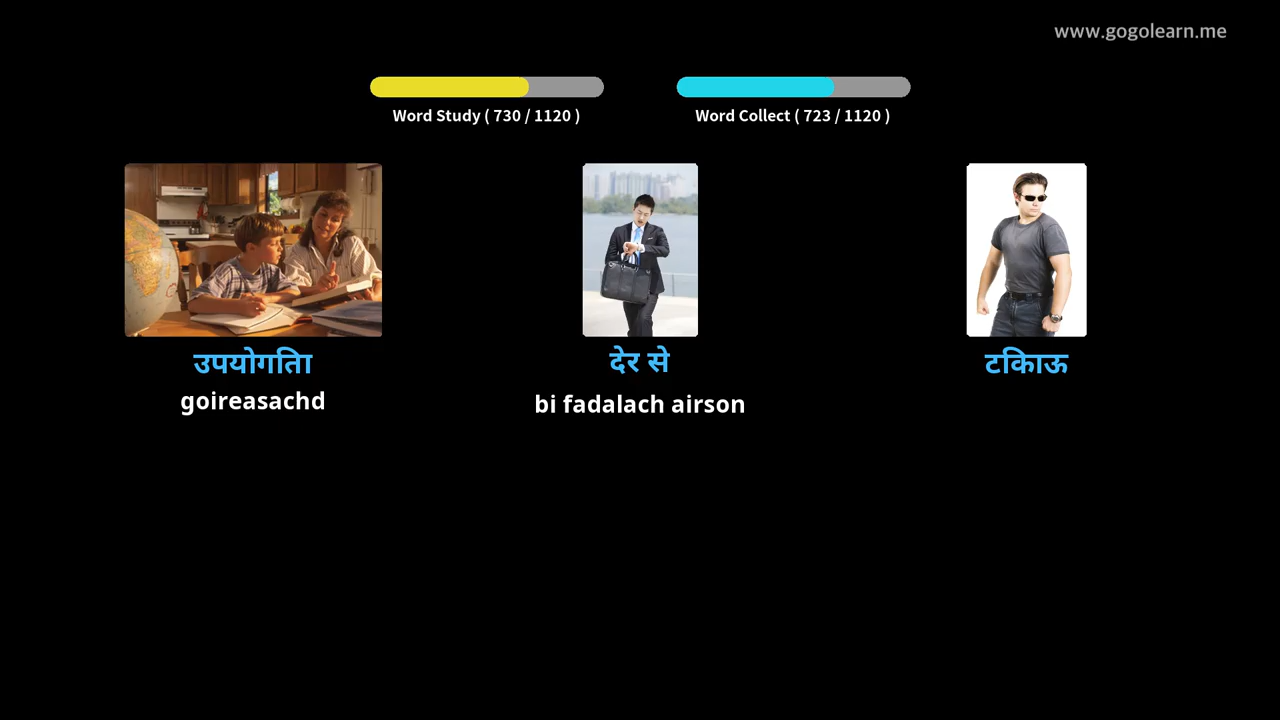 www.gogolearn.me
Word Study ( 730 / 1120 )
Word Collect ( 723 / 1120 )
उपयोगिता
देर से
टिकाऊ
goireasachd
bi fadalach airson